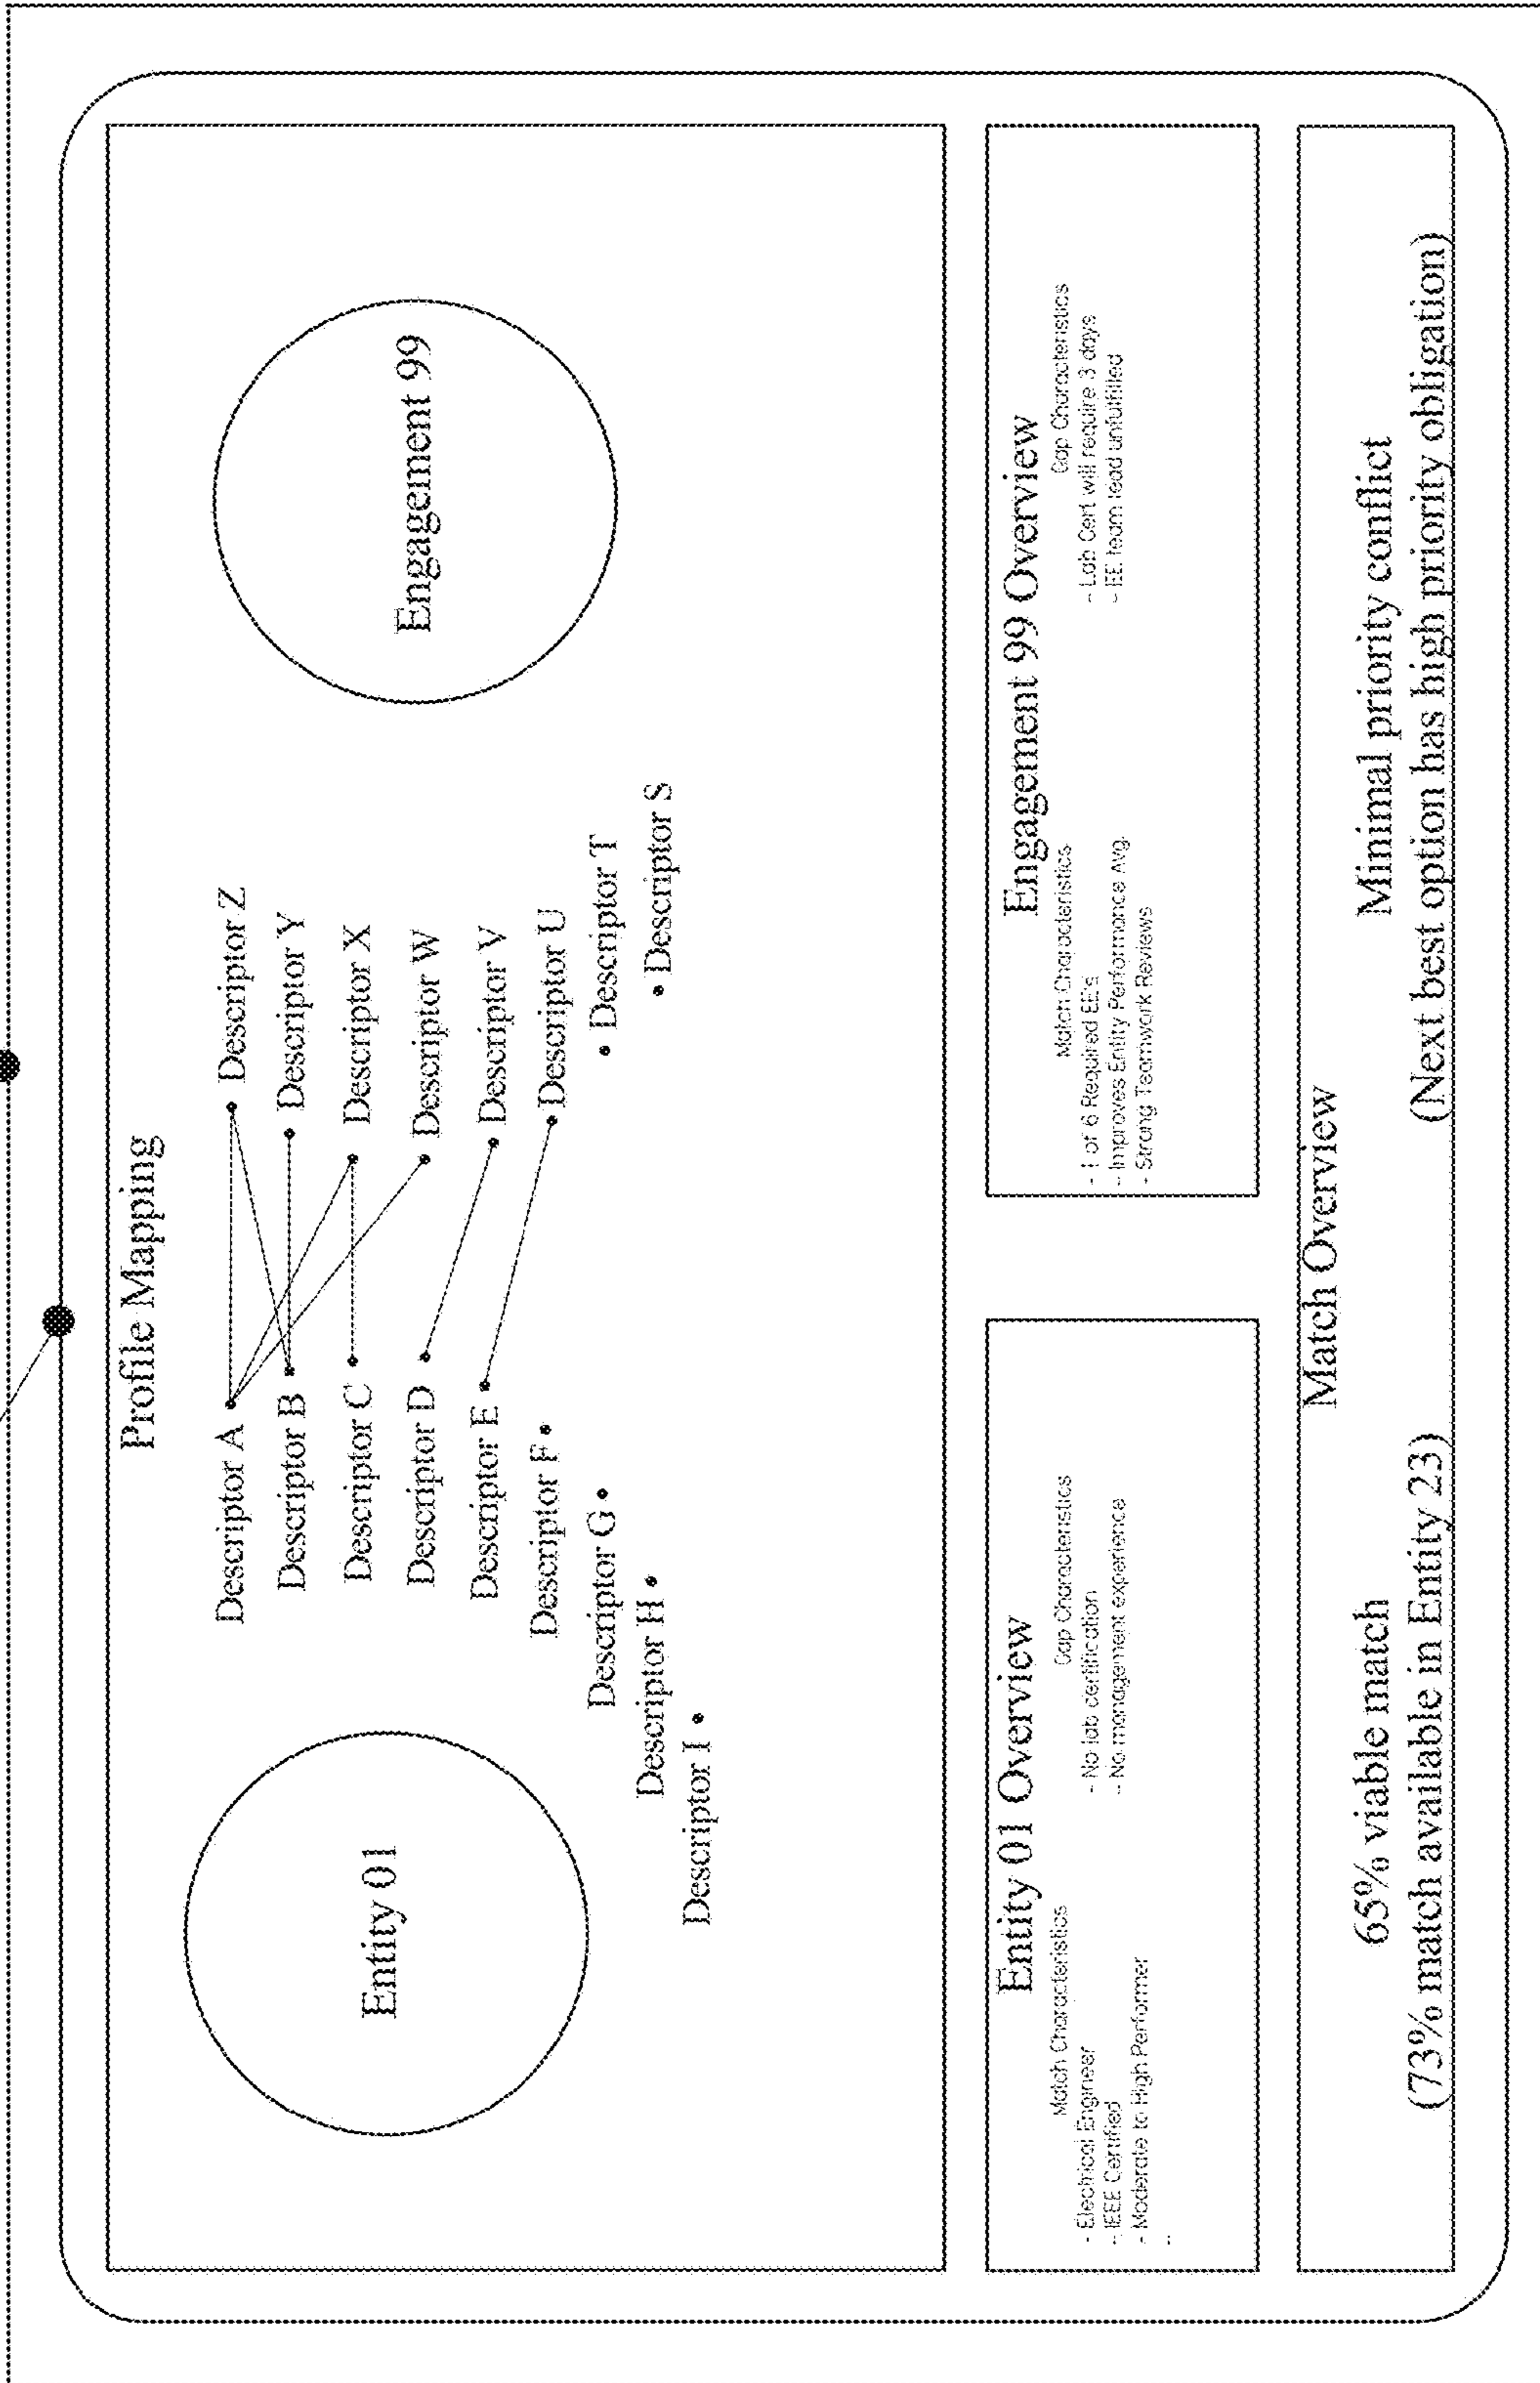 Profile Mapping
Entity 01
Engagement 99
Descriptor A
Descriptor B
Descriptor C
Descriptor D
Descriptor E
Descriptor F
Descriptor G
Descriptor H
Descriptor I
Descriptor Z
Descriptor Y
Descriptor X
Descriptor W
Descriptor V
Descriptor U
Descriptor T
Descriptor S
Entity 01 Overview
Match Characteristics
- Electrical Engineer
- IEEE Certified
- Moderate to High Performer
-
Gap Characteristics
- No lab certification
- No management experience
Engagement 99 Overview
Match Characteristics
- 1 of 6 Required EE's
- Improves Entity Performance Avg.
- Strong Teamwork Reviews
Gap Characteristics
- Lab Cert will require 3 days
- EE team lead unfulfilled
Match Overview
65% viable match
(73% match available in Entity 23)
Minimal priority conflict
(Next best option has high priority obligation)